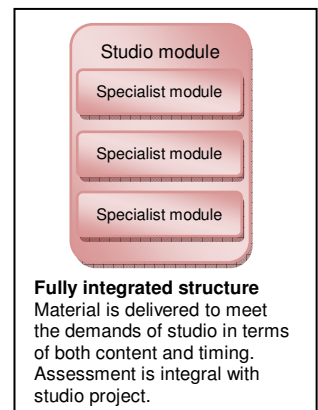 Studio module
Specialist module
Specialist module
Specialist module
Fully integrated structure
Material is delivered to meet
the demands of studio in terms
of both content and timing.
Assessment is integral with
studio project.